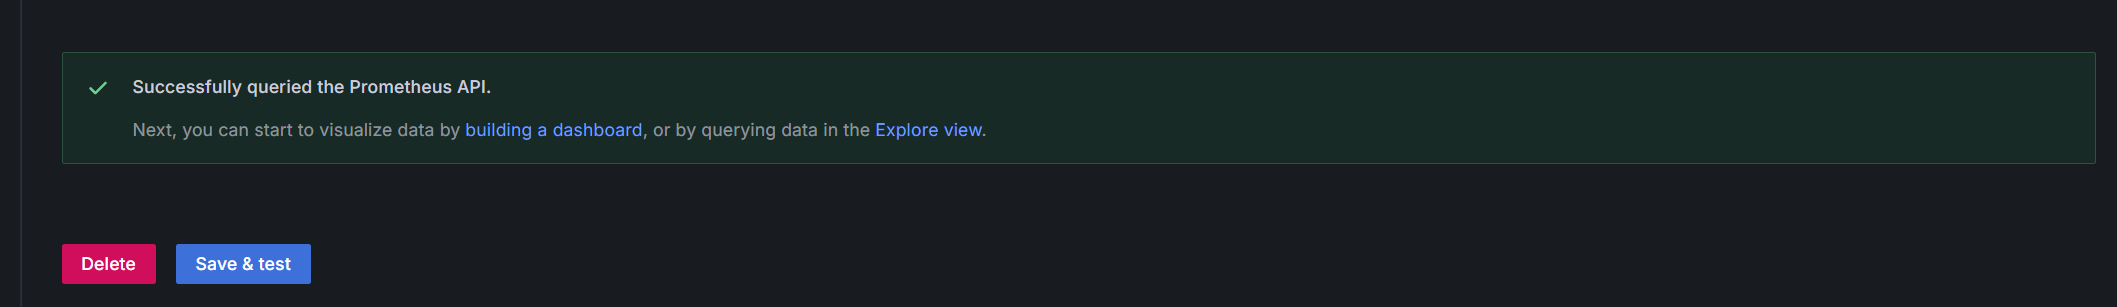 Successfully queried the Prometheus API.
Next, you can start to visualize data by building a dashboard, or by querying data in the Explore view.
Delete Save & test